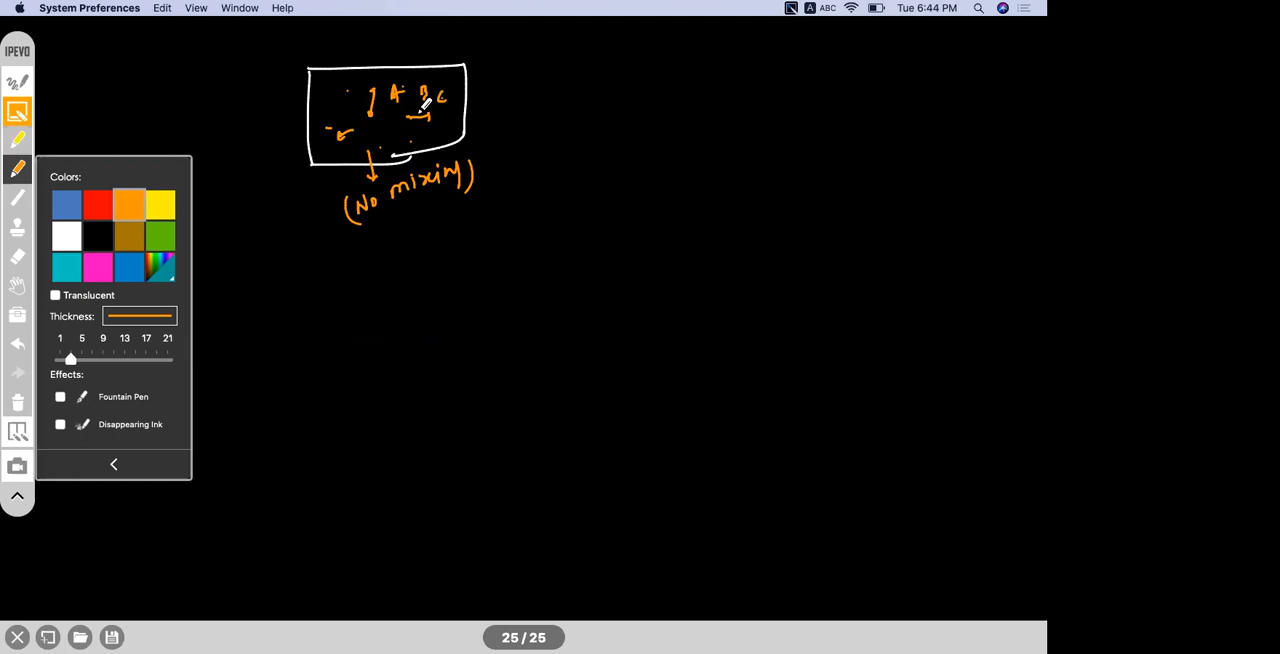 System Preferences Edit View Window Help
A ABC Tue 6:44 PM
IPEVO
A B C
(No mixing)
Colors:
Translucent
Thickness:
1 5 9 13 17 21
Effects:
Fountain Pen
Disappearing Ink
25 / 25